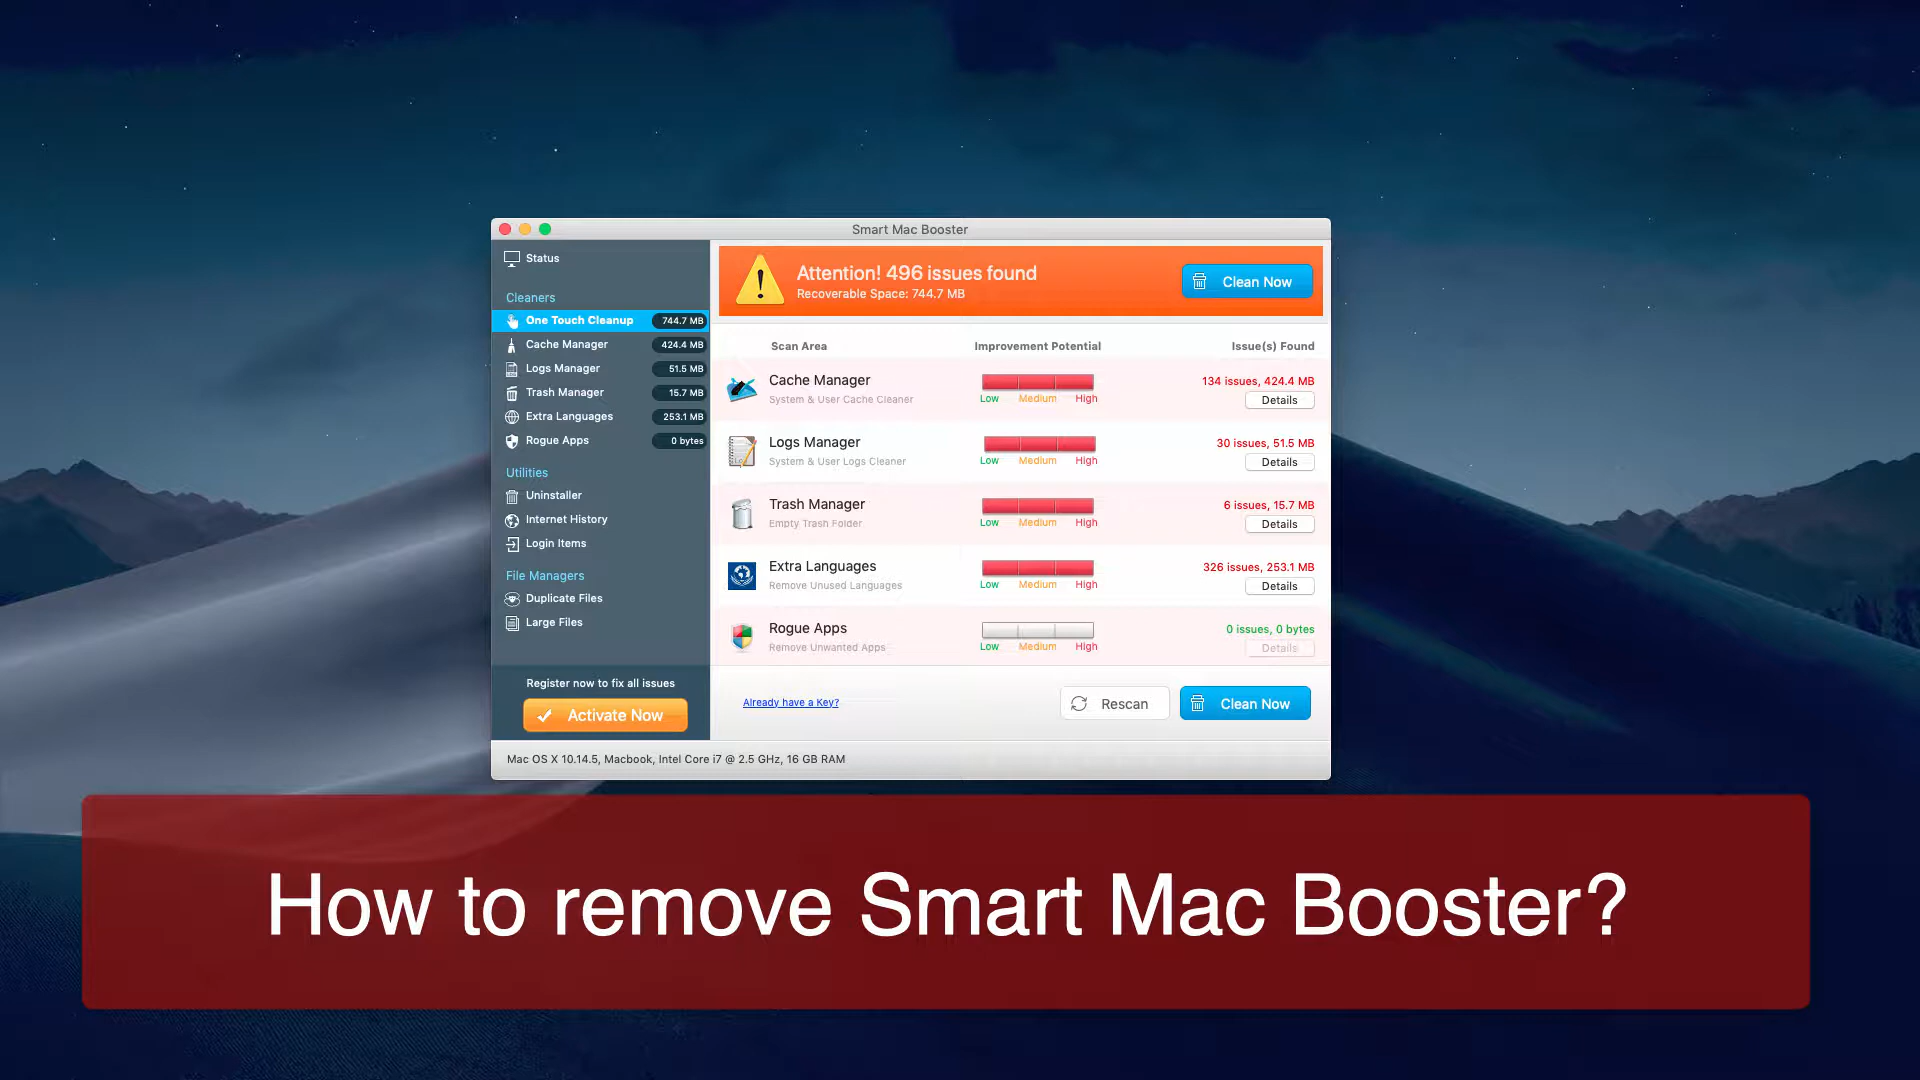 Smart Mac Booster
Status
Cleaners
One Touch Cleanup 744.7 MB
Cache Manager 424.4 MB
Logs Manager 51.5 MB
Trash Manager 15.7 MB
Extra Languages 253.1 MB
Rogue Apps 0 bytes
Utilities
Uninstaller
Internet History
Login Items
File Managers
Duplicate Files
Large Files
Register now to fix all issues
Activate Now
Attention! 496 issues found
Recoverable Space: 744.7 MB
Clean Now
Scan Area Improvement Potential Issue(s) Found
Cache Manager 134 issues, 424.4 MB
System & User Cache Cleaner Low Medium High Details
Logs Manager 30 issues, 51.5 MB
System & User Logs Cleaner Low Medium High Details
Trash Manager 6 issues, 15.7 MB
Empty Trash Folder Low Medium High Details
Extra Languages 326 issues, 253.1 MB
Remove Unused Languages Low Medium High Details
Rogue Apps 0 issues, 0 bytes
Remove Unwanted Apps Low Medium High Details
Already have a Key? Rescan Clean Now
Mac OS X 10.14.5, Macbook, Intel Core i7 @ 2.5 GHz, 16 GB RAM
How to remove Smart Mac Booster?